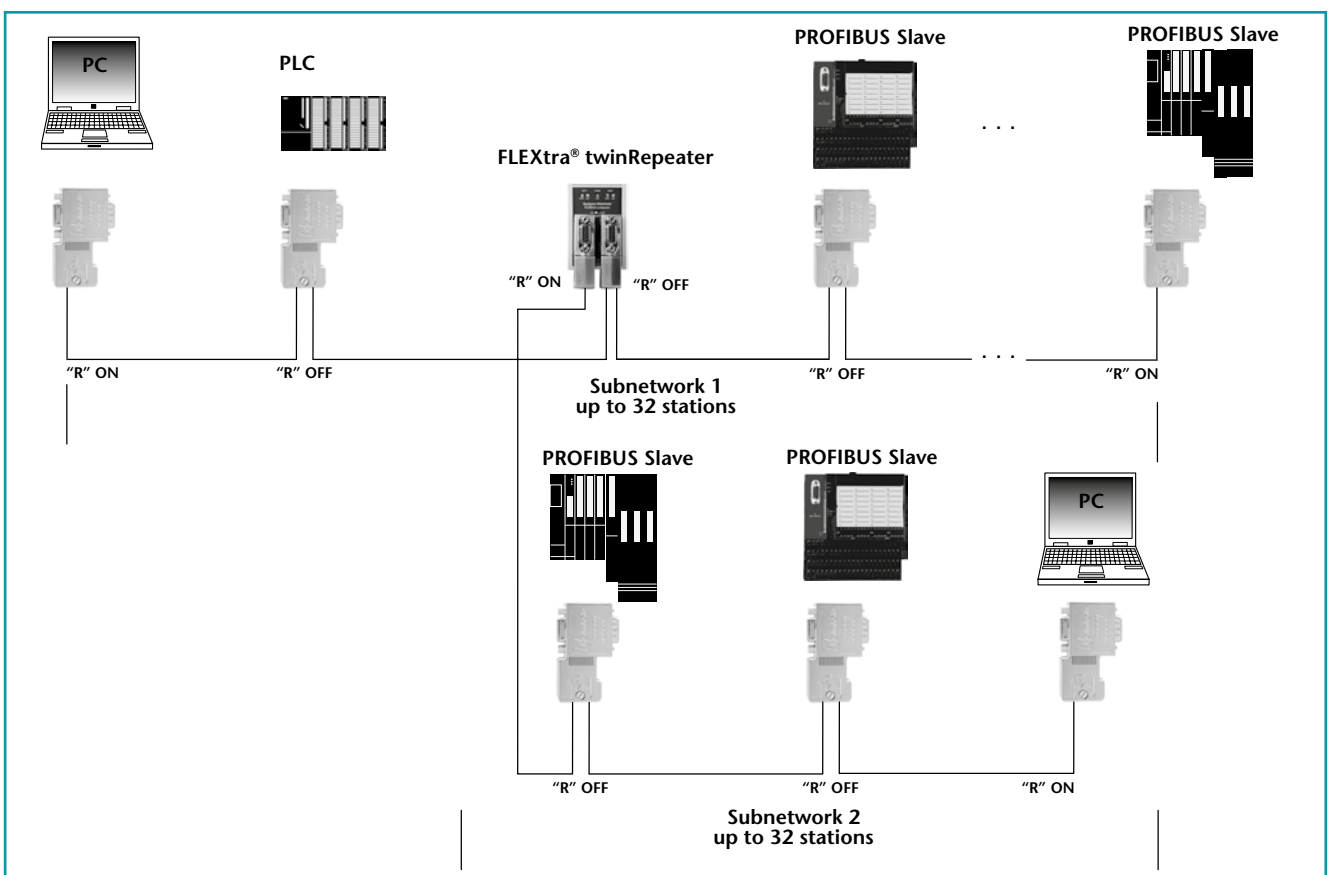 PROFIBUS Slave
PROFIBUS Slave
PC
PLC
. . .
FLEXtra® twinRepeater
"R" ON
"R" OFF
. . .
"R" ON
"R" OFF
"R" OFF
"R" ON
Subnetwork 1
up to 32 stations
PROFIBUS Slave
PROFIBUS Slave
PC
"R" OFF
"R" OFF
"R" ON
Subnetwork 2
up to 32 stations